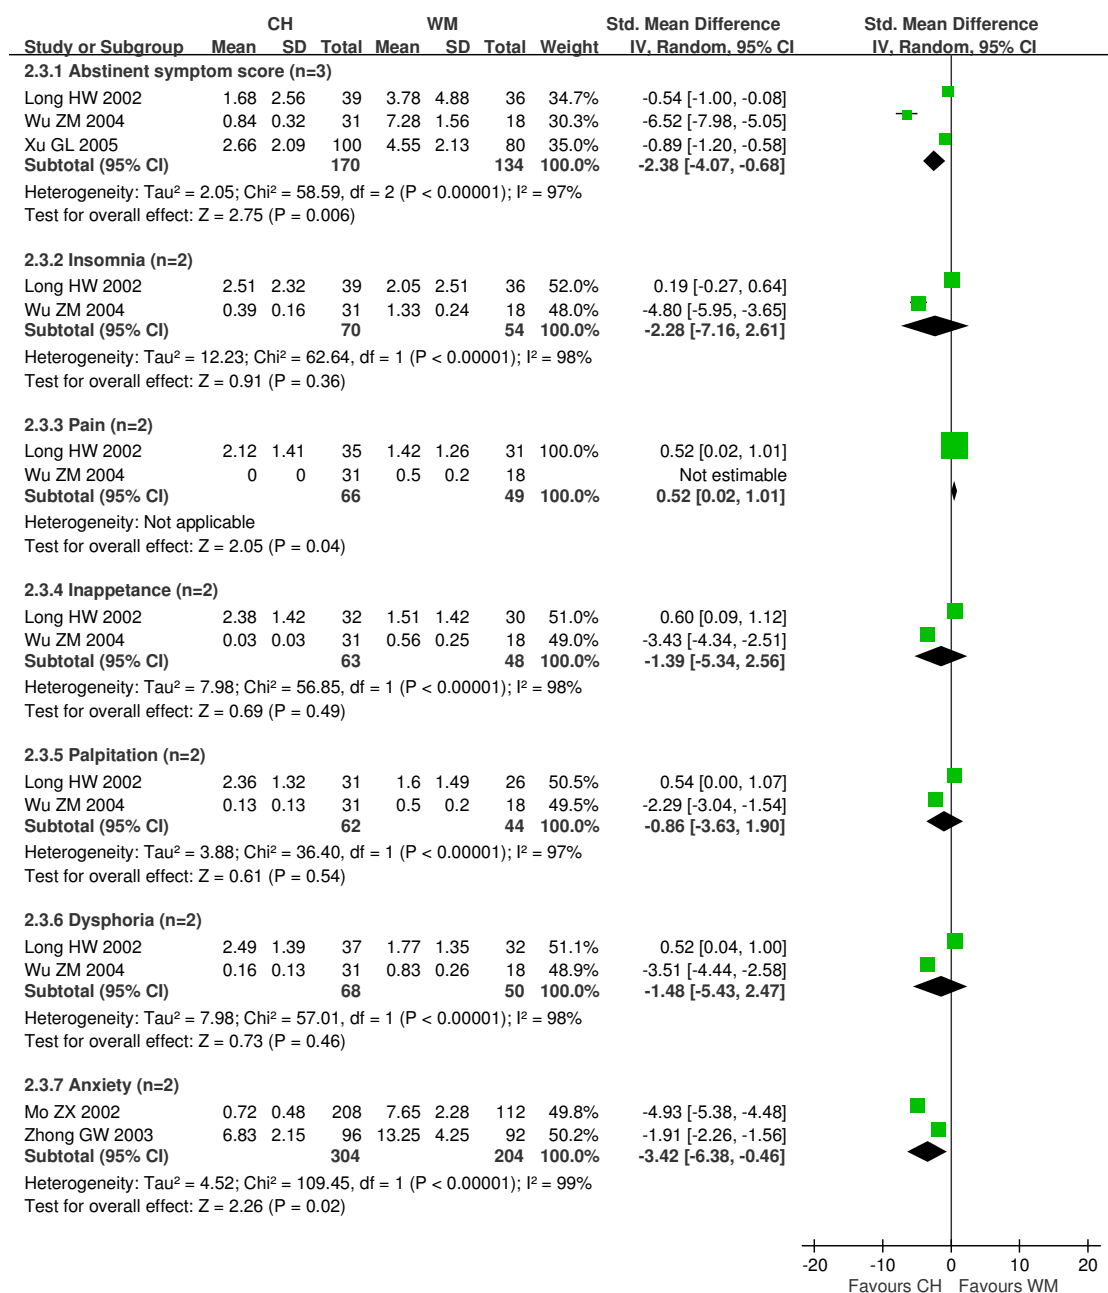 CH WM Std. Mean Difference Std. Mean Difference
Study or Subgroup Mean SD Total Mean SD Total Weight IV, Random, 95% CI IV, Random, 95% CI
2.3.1 Abstinent symptom score (n=3)
Long HW 2002 1.68 2.56 39 3.78 4.88 36 34.7% -0.54 [-1.00, -0.08]
Wu ZM 2004 0.84 0.32 31 7.28 1.56 18 30.3% -6.52 [-7.98, -5.05]
Xu GL 2005 2.66 2.09 100 4.55 2.13 80 35.0% -0.89 [-1.20, -0.58]
Subtotal (95% CI) 170 134 100.0% -2.38 [-4.07, -0.68]
Heterogeneity: Tau² = 2.05; Chi² = 58.59, df = 2 (P < 0.00001); I² = 97%
Test for overall effect: Z = 2.75 (P = 0.006)
2.3.2 Insomnia (n=2)
Long HW 2002 2.51 2.32 39 2.05 2.51 36 52.0% 0.19 [-0.27, 0.64]
Wu ZM 2004 0.39 0.16 31 1.33 0.24 18 48.0% -4.80 [-5.95, -3.65]
Subtotal (95% CI) 70 54 100.0% -2.28 [-7.16, 2.61]
Heterogeneity: Tau² = 12.23; Chi² = 62.64, df = 1 (P < 0.00001); I² = 98%
Test for overall effect: Z = 0.91 (P = 0.36)
2.3.3 Pain (n=2)
Long HW 2002 2.12 1.41 35 1.42 1.26 31 100.0% 0.52 [0.02, 1.01]
Wu ZM 2004 0 0 31 0.5 0.2 18 Not estimable
Subtotal (95% CI) 66 49 100.0% 0.52 [0.02, 1.01]
Heterogeneity: Not applicable
Test for overall effect: Z = 2.05 (P = 0.04)
2.3.4 Inappetance (n=2)
Long HW 2002 2.38 1.42 32 1.51 1.42 30 51.0% 0.60 [0.09, 1.12]
Wu ZM 2004 0.03 0.03 31 0.56 0.25 18 49.0% -3.43 [-4.34, -2.51]
Subtotal (95% CI) 63 48 100.0% -1.39 [-5.34, 2.56]
Heterogeneity: Tau² = 7.98; Chi² = 56.85, df = 1 (P < 0.00001); I² = 98%
Test for overall effect: Z = 0.69 (P = 0.49)
2.3.5 Palpitation (n=2)
Long HW 2002 2.36 1.32 31 1.6 1.49 26 50.5% 0.54 [0.00, 1.07]
Wu ZM 2004 0.13 0.13 31 0.5 0.2 18 49.5% -2.29 [-3.04, -1.54]
Subtotal (95% CI) 62 44 100.0% -0.86 [-3.63, 1.90]
Heterogeneity: Tau² = 3.88; Chi² = 36.40, df = 1 (P < 0.00001); I² = 97%
Test for overall effect: Z = 0.61 (P = 0.54)
2.3.6 Dysphoria (n=2)
Long HW 2002 2.49 1.39 37 1.77 1.35 32 51.1% 0.52 [0.04, 1.00]
Wu ZM 2004 0.16 0.13 31 0.83 0.26 18 48.9% -3.51 [-4.44, -2.58]
Subtotal (95% CI) 68 50 100.0% -1.48 [-5.43, 2.47]
Heterogeneity: Tau² = 7.98; Chi² = 57.01, df = 1 (P < 0.00001); I² = 98%
Test for overall effect: Z = 0.73 (P = 0.46)
2.3.7 Anxiety (n=2)
Mo ZX 2002 0.72 0.48 208 7.65 2.28 112 49.8% -4.93 [-5.38, -4.48]
Zhong GW 2003 6.83 2.15 96 13.25 4.25 92 50.2% -1.91 [-2.26, -1.56]
Subtotal (95% CI) 304 204 100.0% -3.42 [-6.38, -0.46]
Heterogeneity: Tau² = 4.52; Chi² = 109.45, df = 1 (P < 0.00001); I² = 99%
Test for overall effect: Z = 2.26 (P = 0.02)
-20 -10 0 10 20
Favours CH Favours WM